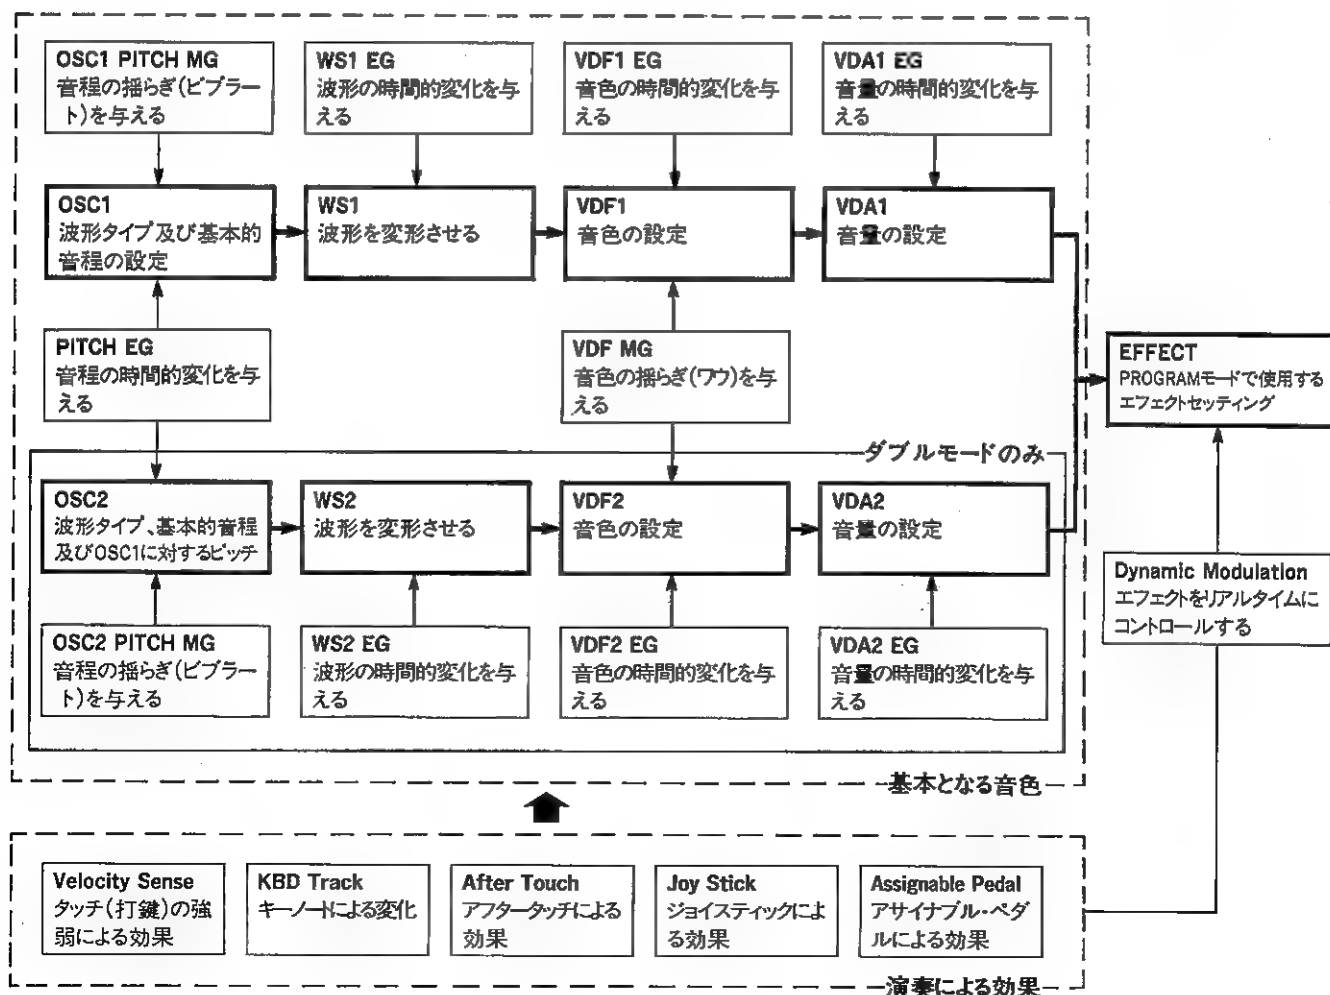 OSC1 PITCH MG
音程の揺らぎ(ビブラー
ト)を与える
WS1 EG
波形の時間的変化を与
える
VDF1 EG
音色の時間的変化を与
える
VDA1 EG
音量の時間的変化を与
える
OSC1
波形タイプ及び基本的
音程の設定
WS1
波形を変形させる
VDF1
音色の設定
VDA1
音量の設定
PITCH EG
音程の時間的変化を与
える
VDF MG
音色の揺らぎ(ワウ)を与
える
EFFECT
PROGRAMモードで使用する
エフェクトセッティング
ダブルモードのみ
OSC2
波形タイプ、基本的音程
及びOSC1に対するピッチ
WS2
波形を変形させる
VDF2
音色の設定
VDA2
音量の設定
Dynamic Modulation
エフェクトをリアルタイムに
コントロールする
OSC2 PITCH MG
音程の揺らぎ(ビブラー
ト)を与える
WS2 EG
波形の時間的変化を与
える
VDF2 EG
音色の時間的変化を与
える
VDA2 EG
音量の時間的変化を与
える
基本となる音色
Velocity Sense
タッチ(打鍵)の強
弱による効果
KBD Track
キーノードによる変化
After Touch
アフタータッチによる
効果
Joy Stick
ジョイスティックによ
る効果
Assignable Pedal
アサイナブル・ペダ
ルによる効果
演奏による効果